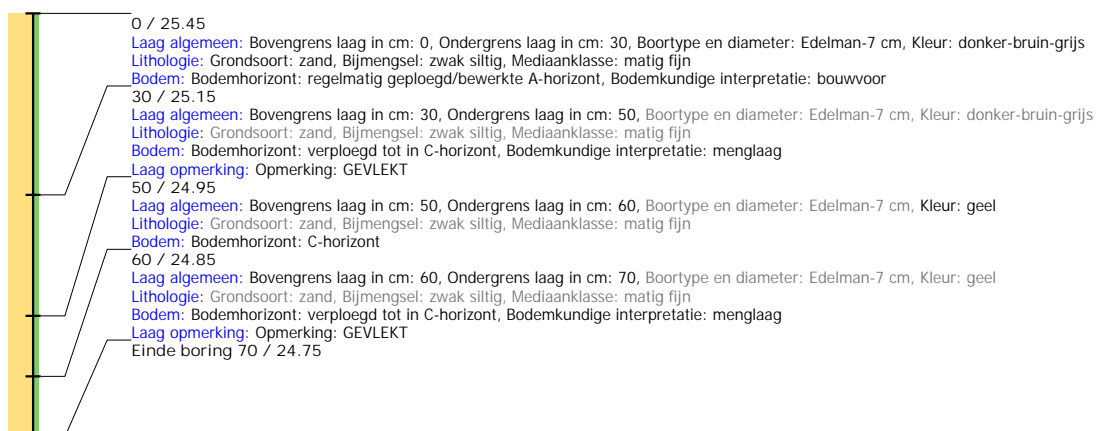 0 / 25.45
Laag algemeen: Bovengrens laag in cm: 0, Ondergrens laag in cm: 30, Boortype en diameter: Edelman-7 cm, Kleur: donker-bruin-grijs
Lithologie: Grondsoort: zand, Bijmengsel: zwak siltig, Mediaanklasse: matig fijn
Bodem: Bodemhorizont: regelmatig geploegd/bewerkte A-horizont, Bodemkundige interpretatie: bouwvoor
30 / 25.15
Laag algemeen: Bovengrens laag in cm: 30, Ondergrens laag in cm: 50, Boortype en diameter: Edelman-7 cm, Kleur: donker-bruin-grijs
Lithologie: Grondsoort: zand, Bijmengsel: zwak siltig, Mediaanklasse: matig fijn
Bodem: Bodemhorizont: verploegd tot in C-horizont, Bodemkundige interpretatie: menglaag
Laag opmerking: Opmerking: GEVLEKT
50 / 24.95
Laag algemeen: Bovengrens laag in cm: 50, Ondergrens laag in cm: 60, Boortype en diameter: Edelman-7 cm, Kleur: geel
Lithologie: Grondsoort: zand, Bijmengsel: zwak siltig, Mediaanklasse: matig fijn
Bodem: Bodemhorizont: C-horizont
60 / 24.85
Laag algemeen: Bovengrens laag in cm: 60, Ondergrens laag in cm: 70, Boortype en diameter: Edelman-7 cm, Kleur: geel
Lithologie: Grondsoort: zand, Bijmengsel: zwak siltig, Mediaanklasse: matig fijn
Bodem: Bodemhorizont: verploegd tot in C-horizont, Bodemkundige interpretatie: menglaag
Laag opmerking: Opmerking: GEVLEKT
Einde boring 70 / 24.75